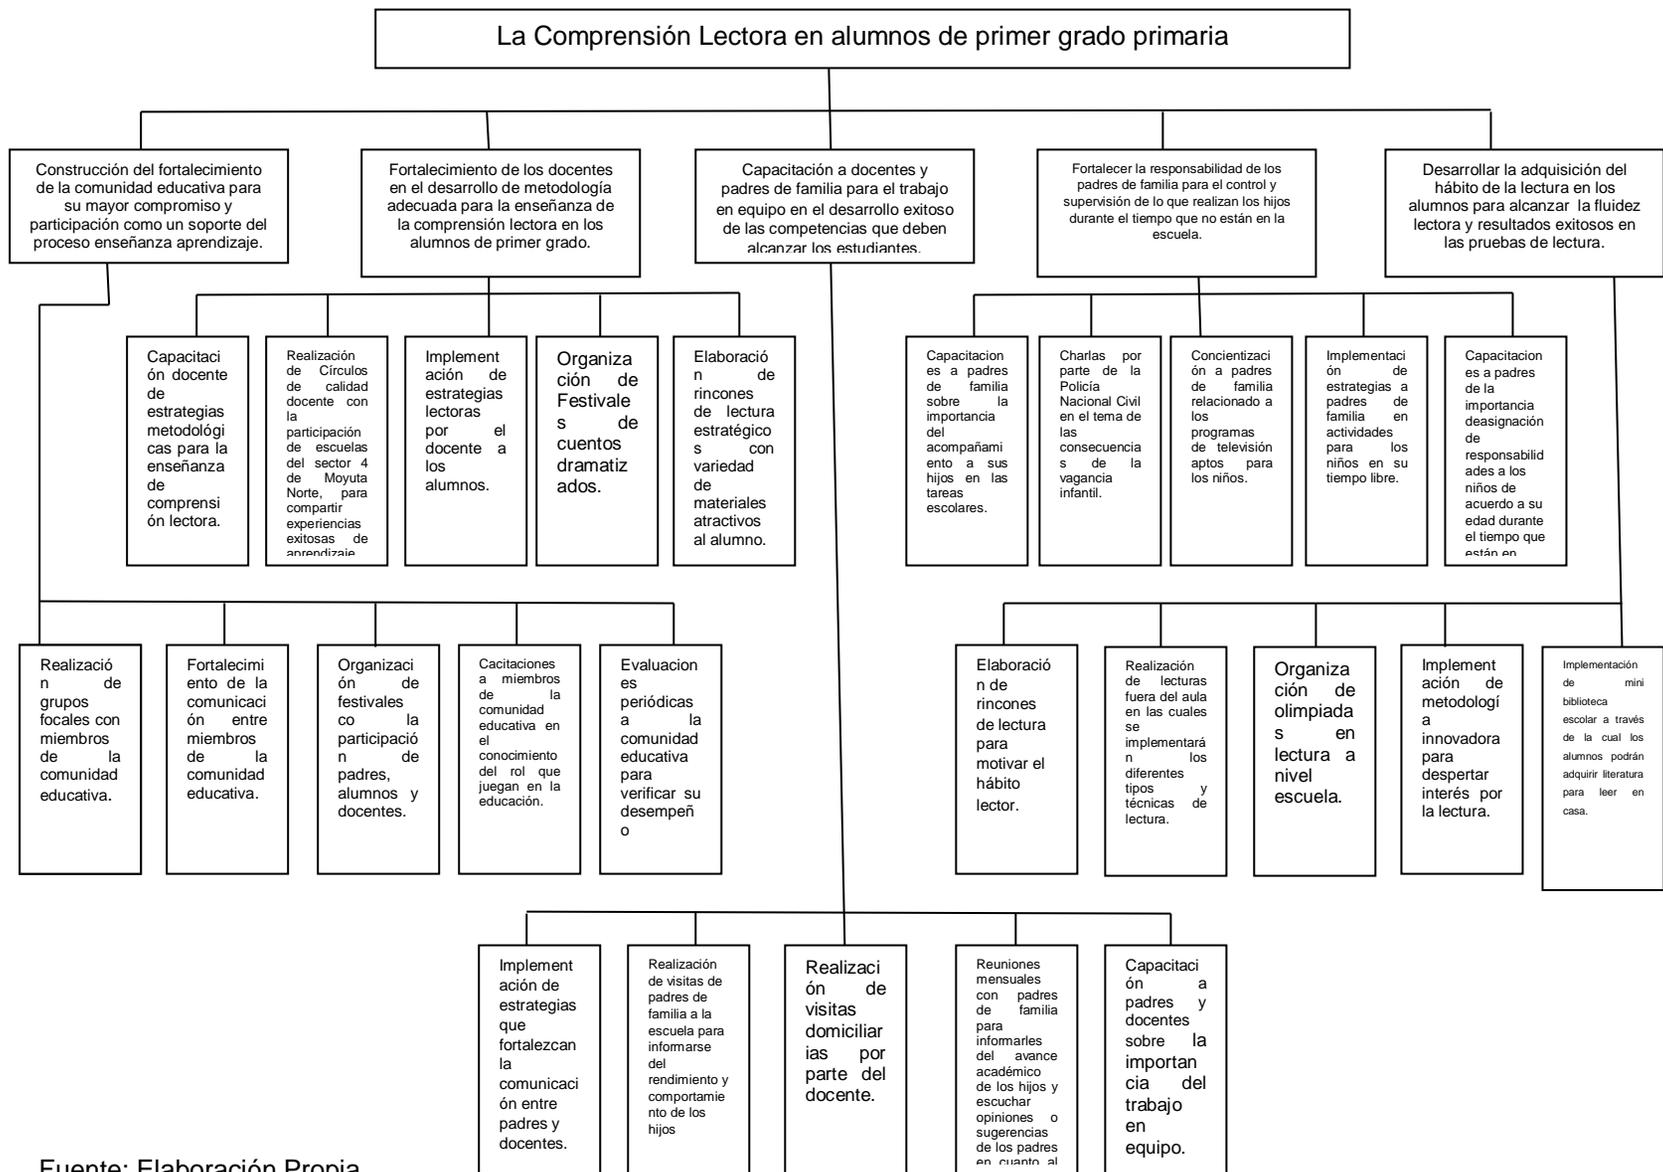 La Comprensión Lectora en alumnos de primer grado primaria
Construcción del fortalecimiento
de la comunidad educativa para
su mayor compromiso y
participación como un soporte del
proceso enseñanza aprendizaje.
Fortalecimiento de los docentes
en el desarrollo de metodología
adecuada para la enseñanza de
la comprensión lectora en los
alumnos de primer grado.
Capacitación a docentes y
padres de familia para el trabajo
en equipo en el desarrollo exitoso
de las competencias que deben
alcanzar los estudiantes.
Fortalecer la responsabilidad de los
padres de familia para el control y
supervisión de lo que realizan los hijos
durante el tiempo que no están en la
escuela.
Desarrollar la adquisición del
hábito de la lectura en los
alumnos para alcanzar la fluidez
lectora y resultados exitosos en
las pruebas de lectura.
Capacitaci
ón docente
de
estrategias
metodológi
cas para la
enseñanza
de
comprensi
ón lectora.
Realización
de Círculos
de calidad
docente con
la
participación
de escuelas
del sector 4
de Moyuta
Norte, para
compartir
experiencias
exitosas de
aprendizaje
Implement
ación de
estrategias
lectoras
por el
docente a
los
alumnos.
Organiza
ción de
Festivale
s de
cuentos
dramatiz
ados.
Elaboració
n de
rincones
de lectura
estratégico
s con
variedad
de
materiales
atractivos
al alumno.
Capacitacion
es a padres
de familia
sobre la
importancia
del
acompañami
ento a sus
hijos en las
tareas
escolares.
Charlas por
parte de la
Policía
Nacional Civil
en el tema de
las
consecuencia
s de la
vagancia
infantil.
Concientizaci
ón a padres
de familia
relacionado a
los
programas
de televisión
aptos para
los niños.
Implementaci
ón de
estrategias a
padres de
familia en
actividades
para los
niños en su
tiempo libre.
Capacitacion
es a padres
de la
importancia
deasignación
de
responsabilid
ades a los
niños de
acuerdo a su
edad durante
el tiempo que
están en
Realizació
n de
grupos
focales con
miembros
de la
comunidad
educativa.
Fortalecimi
ento de la
comunicaci
ón entre
miembros
de la
comunidad
educativa.
Organizaci
ón de
festivales
co la
participació
n de
padres,
alumnos y
docentes.
Cacitaciones
a miembros
de la
comunidad
educativa en
el
conocimiento
del rol que
juegan en la
educación.
Evaluacion
es
periódicas
a la
comunidad
educativa
para
verificar su
desempeñ
o
Elaboració
n de
rincones
de lectura
para
motivar el
hábito
lector.
Realización
de lecturas
fuera del aula
en las cuales
se
implementará
n los
diferentes
tipos y
técnicas de
lectura.
Organiza
ción de
olimpiada
s en
lectura a
nivel
escuela.
Implement
ación de
metodologí
a
innovadora
para
despertar
interés por
la lectura.
Implementación
de mini
biblioteca
escolar a través
de la cual los
alumnos podrán
adquirir literatura
para leer en
casa.
Implement
ación de
estrategias
que
fortalezcan
la
comunicaci
ón entre
padres y
docentes.
Realización
de visitas de
padres de
familia a la
escuela para
informarse
del
rendimiento y
comportamie
nto de los
hijos
Realizaci
ón de
visitas
domiciliar
ias por
parte del
docente.
Reuniones
mensuales
con padres
de familia
para
informarles
del avance
académico
de los hijos y
escuchar
opiniones o
sugerencias
de los padres
en cuanto al
Capacitaci
ón a
padres y
docentes
sobre la
importan
cia del
trabajo
en
equipo.
Fuente: Elaboración Propia